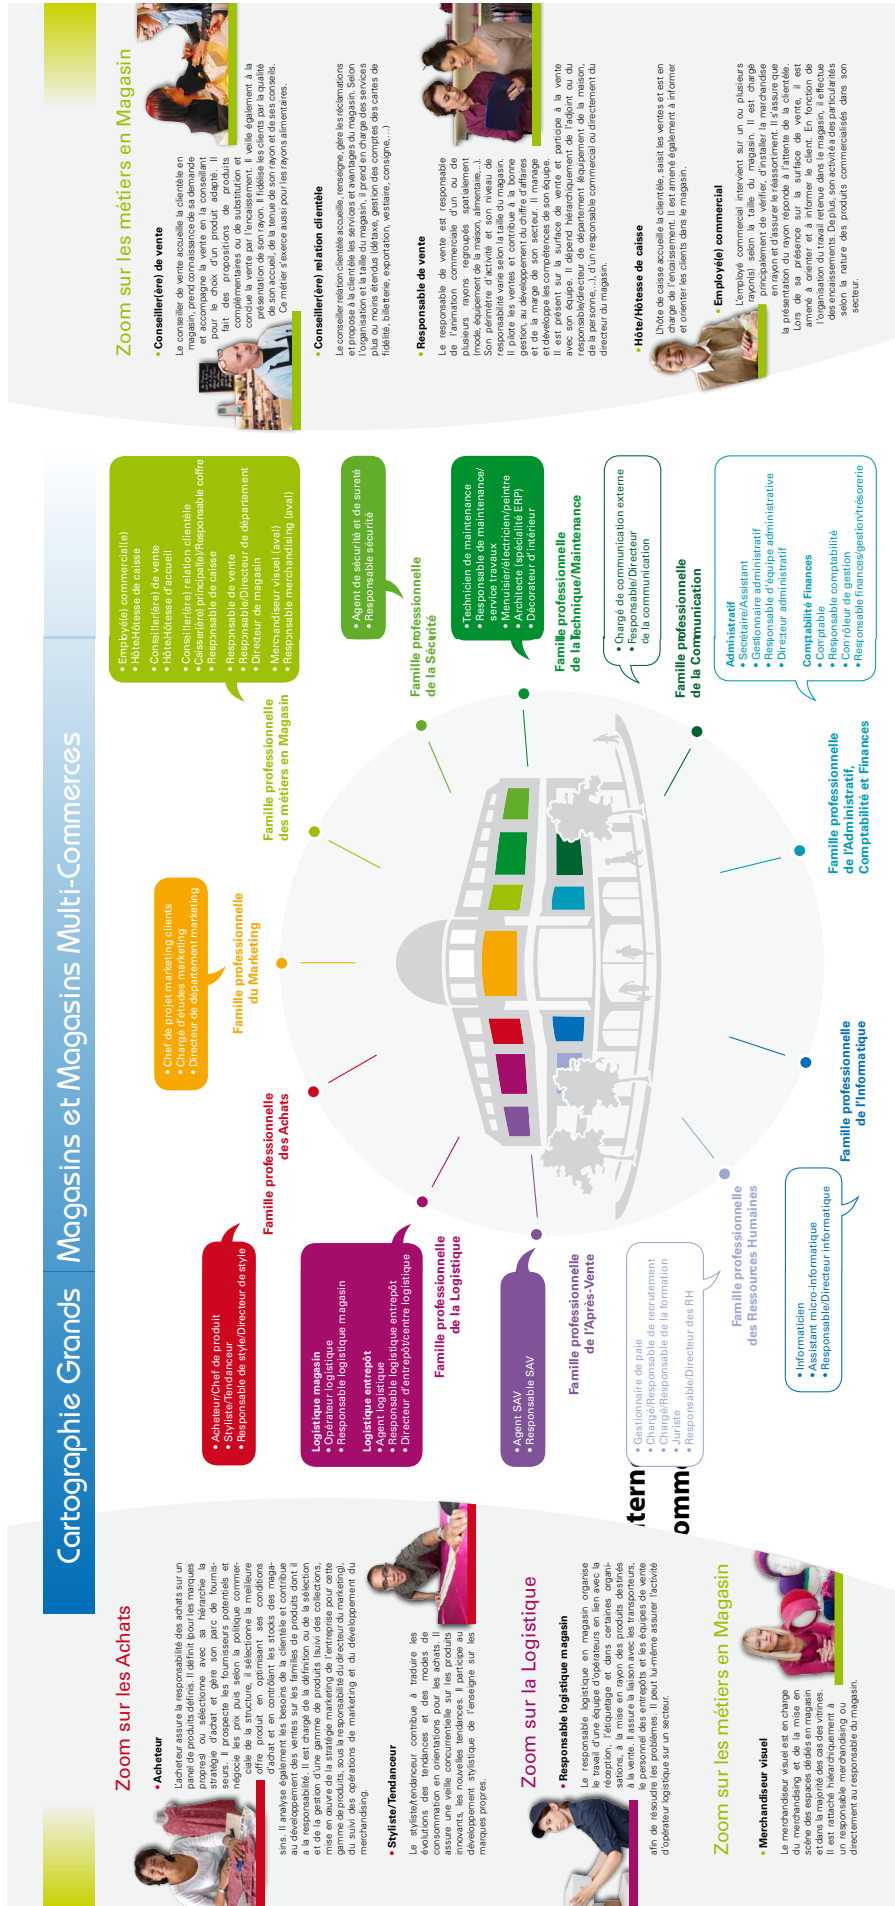 Cartographie Grands Magasins et Magasins Multi-Commerces
Zoom sur les Achats
• Acheteur
L'acheteur assure la responsabilité des achats sur un
panel de produits définis. Il définit (pour les marques
propres) ou sélectionne avec sa hiérarchie la
stratégie d'achat et gère son parc de fournis-
seurs. Il prospecte les fournisseurs potentiels et
négocie les prix puis selon la politique commer-
ciale de la structure, il sélectionne la meilleure
offre produit en optimisant ses conditions
d'achat et en contrôlant les stocks des maga-
sins. Il analyse également les besoins de la clientèle et contribue
au développement des ventes sur les familles de produits dont il
a la responsabilité. Il est chargé de la définition ou de la sélection
et de la gestion d'une gamme de produits (suivi des collections,
mise en œuvre de la stratégie marketing de l'entreprise pour cette
gamme de produits, sous la responsabilité du directeur du marketing),
du suivi des opérations de marketing et du développement du
merchandising.
• Styliste/Tendanceur
Le styliste/tendanceur contribue à traduire les
évolutions des tendances et des modes de
consommation en orientations pour les achats. Il
assure une veille concurrentielle sur les produits
innovants, les nouvelles tendances. Il participe au
développement stylistique de l'enseigne sur les
marques propres.
Zoom sur la Logistique
• Responsable logistique magasin
Le responsable logistique en magasin organise
le travail d'une équipe d'opérateurs en lien avec la
réception, l'étiquetage et dans certaines organi-
sations, à la mise en rayon des produits destinés
à la vente. Il assure la liaison avec les transporteurs,
le personnel des entrepôts et les équipes de vente
afin de résoudre les problèmes. Il peut lui-même assurer l'activité
d'opérateur logistique sur un secteur.
Zoom sur les métiers en Magasin
• Merchandiseur visuel
Le merchandiseur visuel est en charge
du merchandising et de la mise en
scène des espaces dédiés en magasin
et dans la majorité des cas des vitrines.
Il est rattaché hiérarchiquement à
un responsable merchandising ou
directement au responsable du magasin.
• Acheteur/Chef de produit
• Styliste/Tendanceur
• Responsable de style/Directeur de style
Famille professionnelle
des Achats
Logistique magasin
• Opérateur logistique
• Responsable logistique magasin
Logistique entrepôt
• Agent logistique
• Responsable logistique entrepôt
• Directeur d'entrepôt/centre logistique
Famille professionnelle
de la Logistique
• Agent SAV
• Responsable SAV
Famille professionnelle
de l'Après-Vente
• Gestionnaire de paie
• Chargé/Responsable de recrutement
• Chargé/Responsable de la formation
• Juriste
• Responsable/Directeur des RH
Famille professionnelle
des Ressources Humaines
tern
omm
• Informaticien
• Assistant micro-informatique
• Responsable/Directeur informatique
Famille professionnelle
de l'Informatique
• Chef de projet marketing clients
• Chargé d'études marketing
• Directeur de département marketing
Famille professionnelle
du Marketing
• Employé(e) commercial(e)
• Hôte/Hôtesse de caisse
• Conseiller(ère) de vente
• Hôte/Hôtesse d'accueil
• Conseiller(ère) relation clientèle
• Caissier(ère) principal(e)/Responsable coffre
• Responsable de caisse
• Responsable de vente
• Responsable/Directeur de département
• Directeur de magasin
• Merchandiseur visuel (aval)
• Responsable merchandising (aval)
Famille professionnelle
des métiers en Magasin
• Agent de sécurité et de sureté
• Responsable sécurité
Famille professionnelle
de la Sécurité
• Technicien de maintenance
• Responsable de maintenance/
service travaux
• Menuisier/électricien/peintre
• Architecte (spécialité ERP)
• Décorateur d'intérieur
Famille professionnelle
de la Technique/Maintenance
• Chargé de communication externe
• Responsable/Directeur
de la communication
Famille professionnelle
de la Communication
Administratif
• Secrétaire/Assistant
• Gestionnaire administratif
• Responsable d'équipe administrative
• Directeur administratif
Comptabilité Finances
• Comptable
• Responsable comptabilité
• Contrôleur de gestion
• Responsable finances/gestion/trésorerie
Famille professionnelle
de l'Administratif,
Comptabilité et Finances
Zoom sur les métiers en Magasin
• Conseiller(ère) de vente
Le conseiller de vente accueille la clientèle en
magasin, prend connaissance de sa demande
et accompagne la vente en la conseillant
pour le choix d'un produit adapté. Il
fait des propositions de produits
complémentaires ou de substitution et
conclue la vente par l'encaissement. Il veille également à la
présentation de son rayon. Il fidélise les clients par la qualité
de son accueil, de la tenue de son rayon et de ses conseils.
Ce métier s'exerce aussi pour les rayons alimentaires.
• Conseiller(ère) relation clientèle
Le conseiller relation clientèle accueille, renseigne, gère les réclamations
et propose à la clientèle les services et avantages du magasin. Selon
l'organisation et la taille du magasin, il prend en charge des services
plus ou moins étendus (détaxe, gestion des comptes des cartes de
fidélité, billetterie, exportation, vestiaire, consigne,…)
• Responsable de vente
Le responsable de vente est responsable
de l'animation commerciale d'un ou de
plusieurs rayons regroupés spatialement
(mode, équipement de la maison, alimentaire,…).
Son périmètre d'activité et son niveau de
responsabilité varie selon la taille du magasin.
Il pilote les ventes et contribue à la bonne
gestion, au développement du chiffre d'affaires
et de la marge de son secteur. Il manage
et développe les compétences de son équipe.
Il est présent sur la surface de vente et participe à la vente
avec son équipe. Il dépend hiérarchiquement de l'adjoint ou du
responsable/directeur de département (équipement de la maison,
de la personne,…), d'un responsable commercial ou directement du
directeur du magasin.
• Hôte/Hôtesse de caisse
L'hôte de caisse accueille la clientèle, saisit les ventes et est en
charge de l'encaissement. Il est amené également à informer
et orienter les clients dans le magasin.
• Employé(e) commercial
L'employé commercial intervient sur un ou plusieurs
rayon(s) selon la taille du magasin. Il est chargé
principalement de vérifier, d'installer la marchandise
en rayon et d'assurer le réassortiment. Il s'assure que
la présentation du rayon réponde à l'attente de la clientèle.
Lors de sa présence sur la surface de vente, il est
amené à orienter et à informer le client. En fonction de
l'organisation du travail retenue dans le magasin, il effectue
des encaissements. De plus, son activité a des particularités
selon la nature des produits commercialisés dans son
secteur.